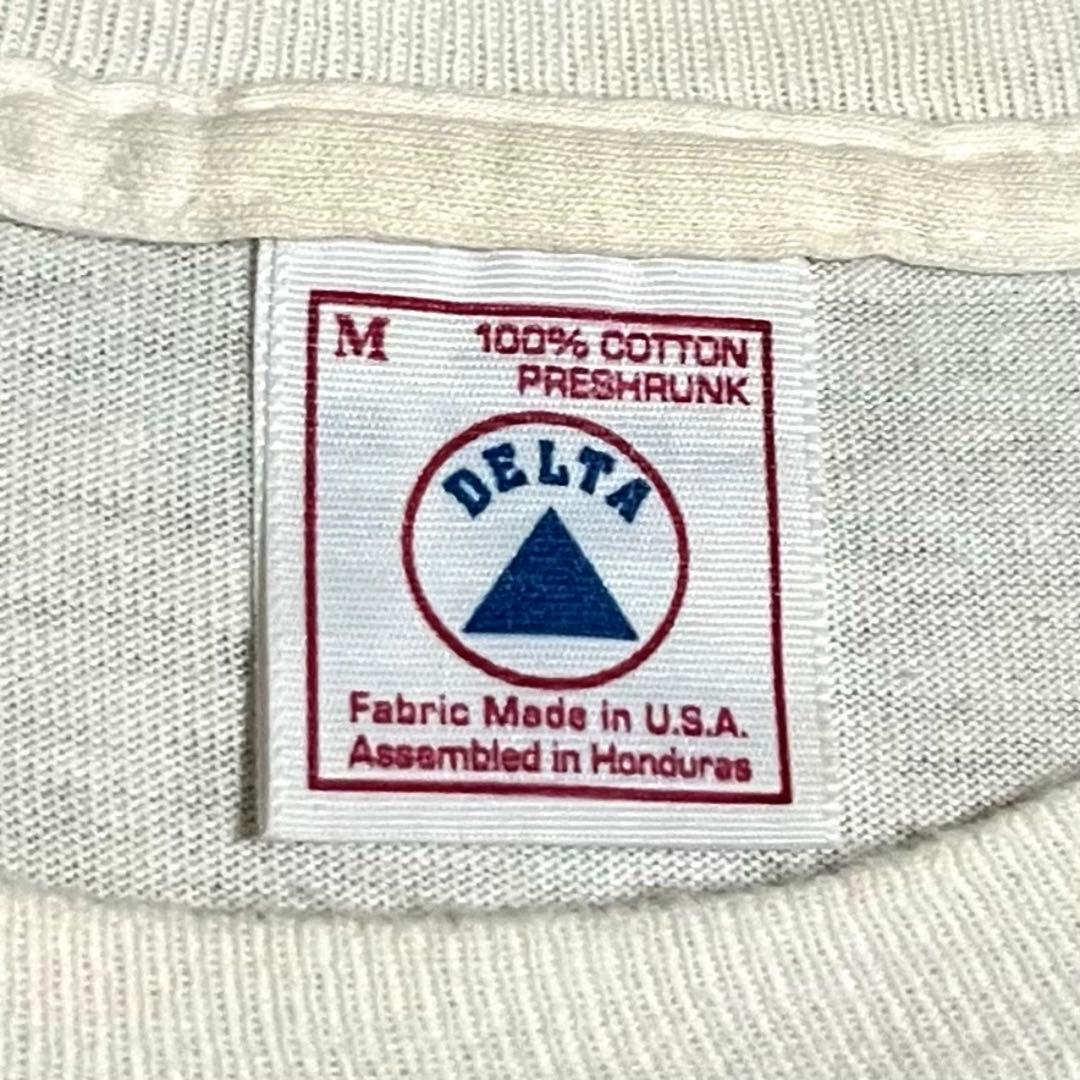 M 100% COTTON
PRESHRUNK
DELTA
Fabric Made in U.S.A.
Assembled in Honduras